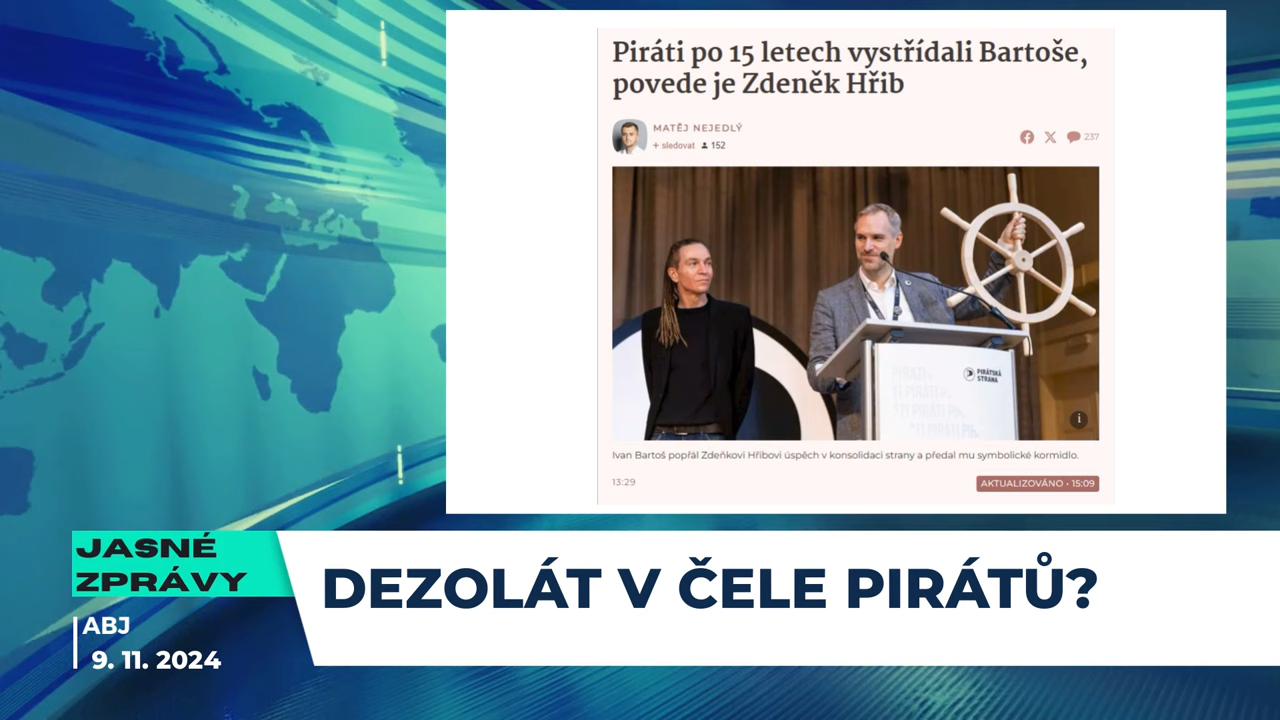 Piráti po 15 letech vystřídali Bartoše,
povede je Zdeněk Hřib
MATĚJ NEJEDLÝ
+ sledovat 152
237
PIRÁTSKÁ
STRANA
Ivan Bartoš popřál Zdeňkovi Hřibovi úspěch v konsolidaci strany a předal mu symbolické kormidlo.
13:29
AKTUALIZOVÁNO • 15:09
JASNÉ
ZPRÁVY
DEZOLÁT V ČELE PIRÁTŮ?
ABJ
9. 11. 2024